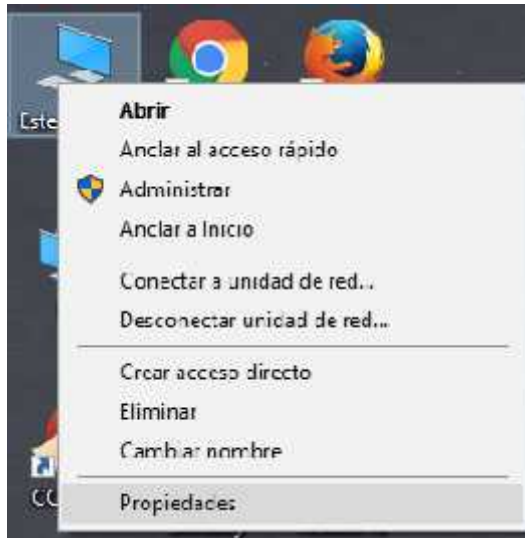 Este
Abrir
Anclar al acceso rápido
Administrar
Anclar a Inicio
Conectar a unidad de red...
Desconectar unidad de red...
Crear acceso directo
Eliminar
Cambiar nombre
CC
Propiedades